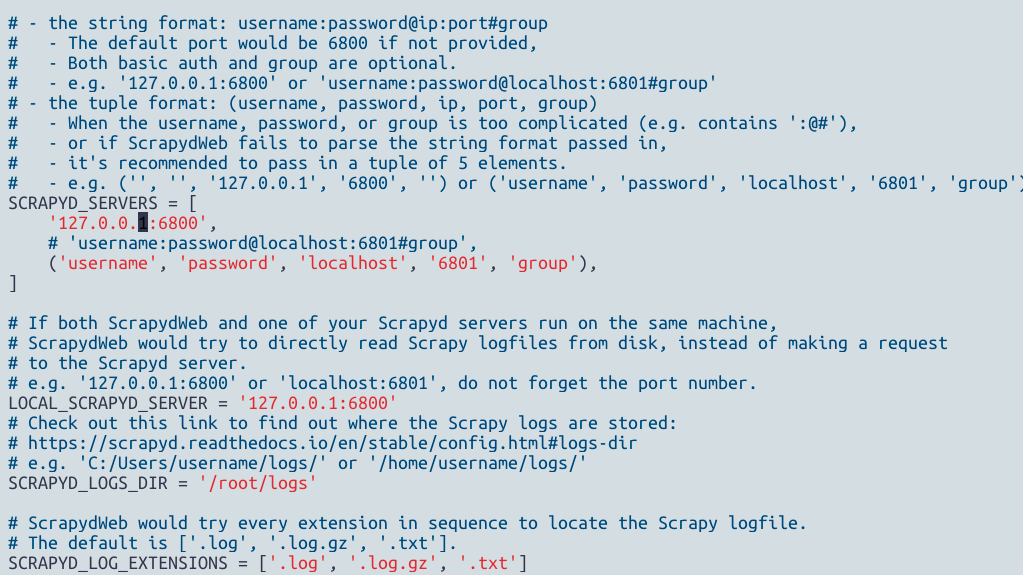 # - the string format: username:password@ip:port#group
#   - The default port would be 6800 if not provided,
#   - Both basic auth and group are optional.
#   - e.g. '127.0.0.1:6800' or 'username:password@localhost:6801#group'
# - the tuple format: (username, password, ip, port, group)
#   - When the username, password, or group is too complicated (e.g. contains ':@#'),
#   - or if ScrapydWeb fails to parse the string format passed in,
#   - it's recommended to pass in a tuple of 5 elements.
#   - e.g. ('', '', '127.0.0.1', '6800', '') or ('username', 'password', 'localhost', '6801', 'group')
SCRAPYD_SERVERS = [
    '127.0.0.1:6800',
    # 'username:password@localhost:6801#group',
    ('username', 'password', 'localhost', '6801', 'group'),
]
# If both ScrapydWeb and one of your Scrapyd servers run on the same machine,
# ScrapydWeb would try to directly read Scrapy logfiles from disk, instead of making a request
# to the Scrapyd server.
# e.g. '127.0.0.1:6800' or 'localhost:6801', do not forget the port number.
LOCAL_SCRAPYD_SERVER = '127.0.0.1:6800'
# Check out this link to find out where the Scrapy logs are stored:
# https://scrapyd.readthedocs.io/en/stable/config.html#logs-dir
# e.g. 'C:/Users/username/logs/' or '/home/username/logs/'
SCRAPYD_LOGS_DIR = '/root/logs'
# ScrapydWeb would try every extension in sequence to locate the Scrapy logfile.
# The default is ['.log', '.log.gz', '.txt'].
SCRAPYD_LOG_EXTENSIONS = ['.log', '.log.gz', '.txt']